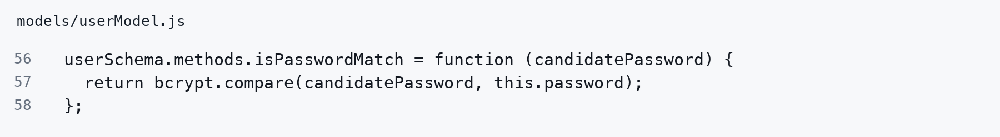 models/userModel.js
56 userSchema.methods.isPasswordMatch = function (candidatePassword) {
57   return bcrypt.compare(candidatePassword, this.password);
58 };